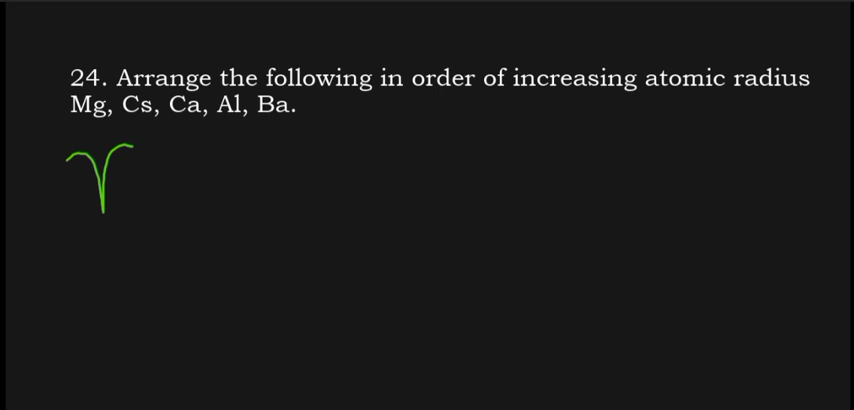 24. Arrange the following in order of increasing atomic radius
Mg, Cs, Ca, Al, Ba.